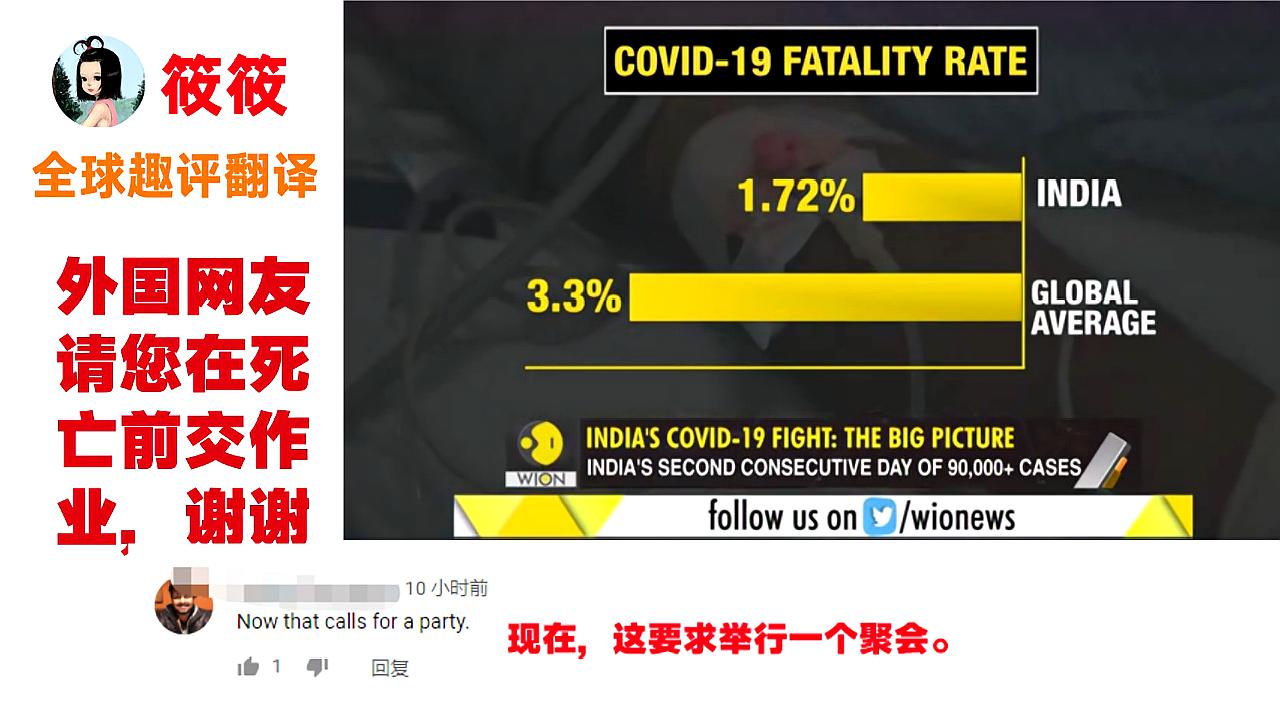 筱筱
全球趣评翻译
外国网友
请您在死
亡前交作
业，谢谢
COVID-19 FATALITY RATE
1.72%
INDIA
3.3%
GLOBAL
AVERAGE
WION
INDIA'S COVID-19 FIGHT: THE BIG PICTURE
INDIA'S SECOND CONSECUTIVE DAY OF 90,000+ CASES
follow us on /wionews
10 小时前
Now that calls for a party.
现在，这要求举行一个聚会。
1
回复